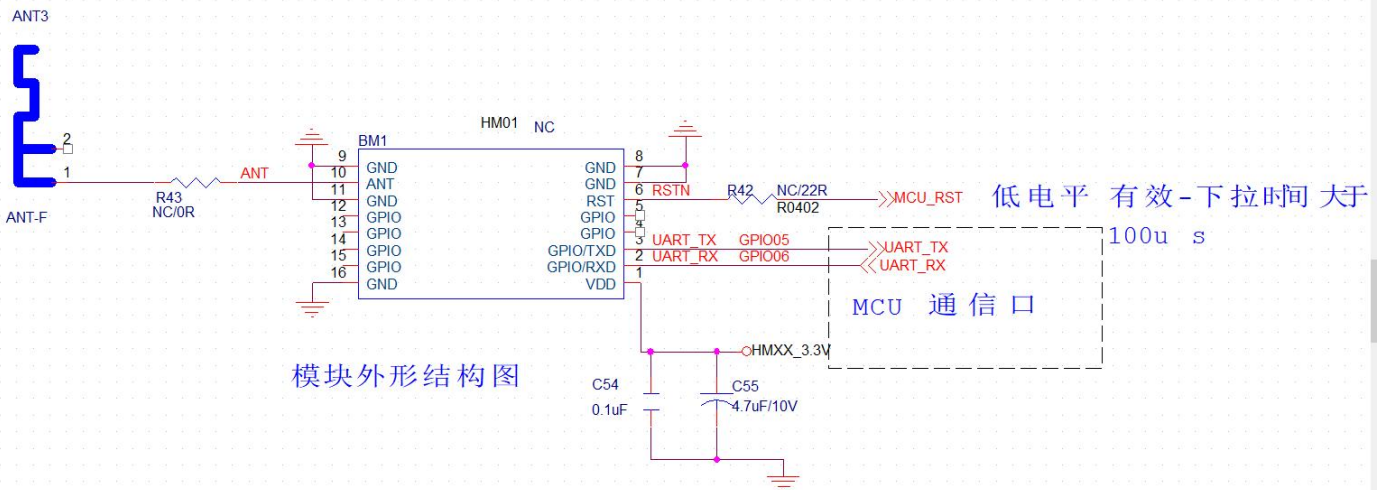 ANT3
2
1
ANT-F
R43
NC/0R
ANT
HM01
NC
BM1
9
10
11
12
13
14
15
16
GND
ANT
GND
GPIO
GPIO
GPIO
GPIO
GND
GND
GND
RST
GPIO
GPIO
GPIO/TXD
GPIO/RXD
VDD
8
7
6
5
4
3
2
1
RSTN
R42
NC/22R
R0402
MCU_RST
低电平 有效-下拉时间 大于
100u s
UART_TX GPIO05
UART_RX GPIO06
UART_TX
UART_RX
MCU 通信口
HMXX_3.3V
模块外形结构图
C54
0.1uF
C55
4.7uF/10V